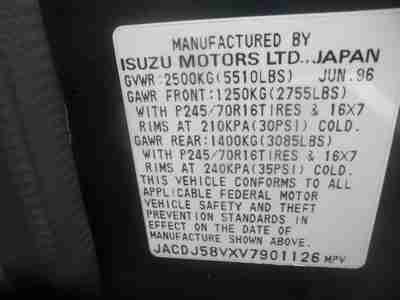 MANUFACTURED BY
ISUZU MOTORS LTD., JAPAN
GVWR: 2500KG(5510LBS) JUN. 96
GAWR FRONT: 1250KG(2755LBS)
WITH P245/70R16TIRES & 16X7
RIMS AT 210KPA(30PSI) COLD.
GAWR REAR: 1400KG(3085LBS)
WITH P245/70R16TIRES & 16X7
RIMS AT 240KPA(35PSI) COLD.
THIS VEHICLE CONFORMS TO ALL
APPLICABLE FEDERAL MOTOR
VEHICLE SAFETY AND THEFT
PREVENTION STANDARDS IN
EFFECT ON THE DATE OF
MANUFACTURE SHOWN ABOVE.
JACDJ58VXV7901126 MPV